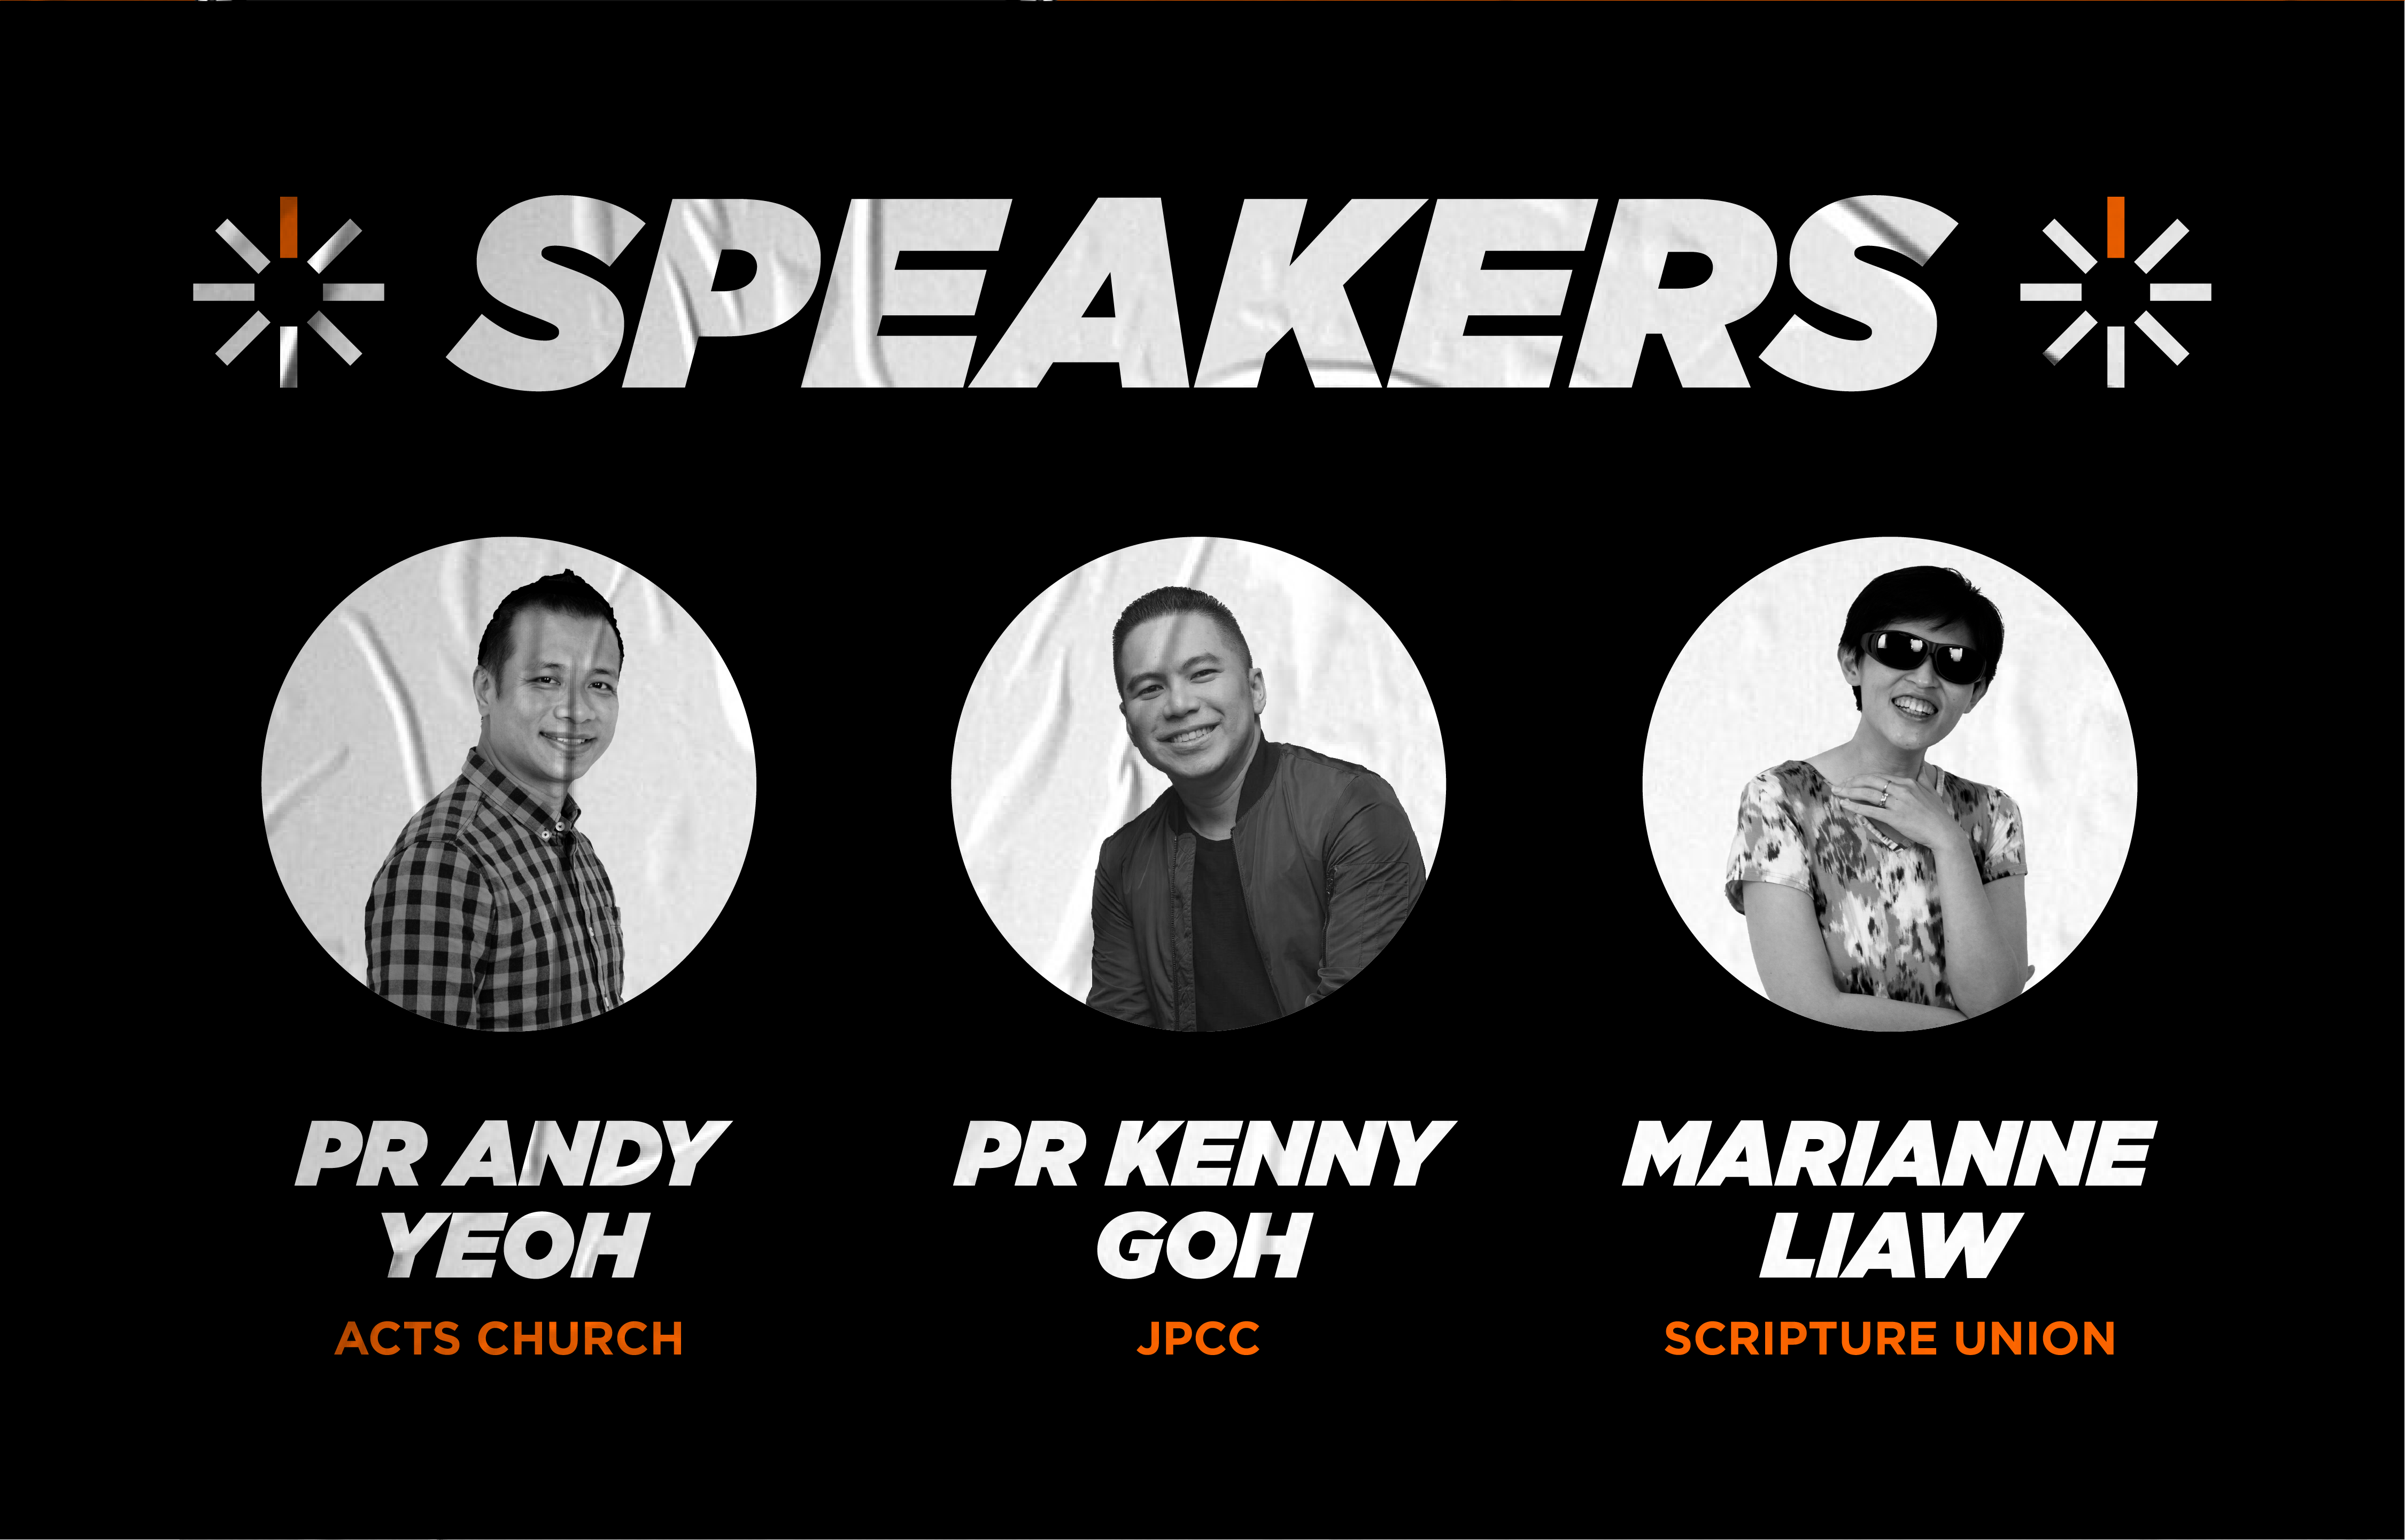 SPEAKERS
PR ANDY
YEOH
ACTS CHURCH
PR KENNY
GOH
JPCC
MARIANNE
LIAW
SCRIPTURE UNION